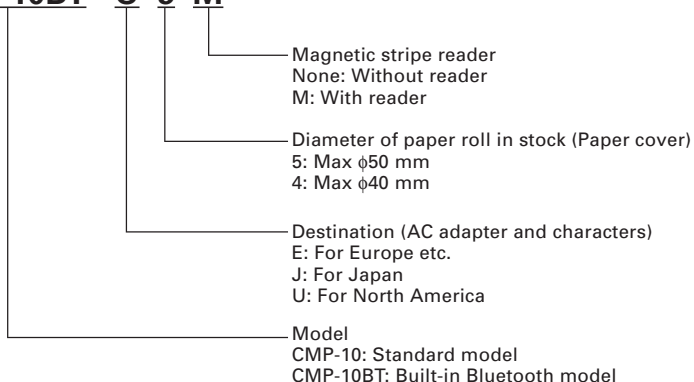 Magnetic stripe reader
None: Without reader
M: With reader
Diameter of paper roll in stock (Paper cover)
5: Max ϕ50 mm
4: Max ϕ40 mm
Destination (AC adapter and characters)
E: For Europe etc.
J: For Japan
U: For North America
Model
CMP-10: Standard model
CMP-10BT: Built-in Bluetooth model